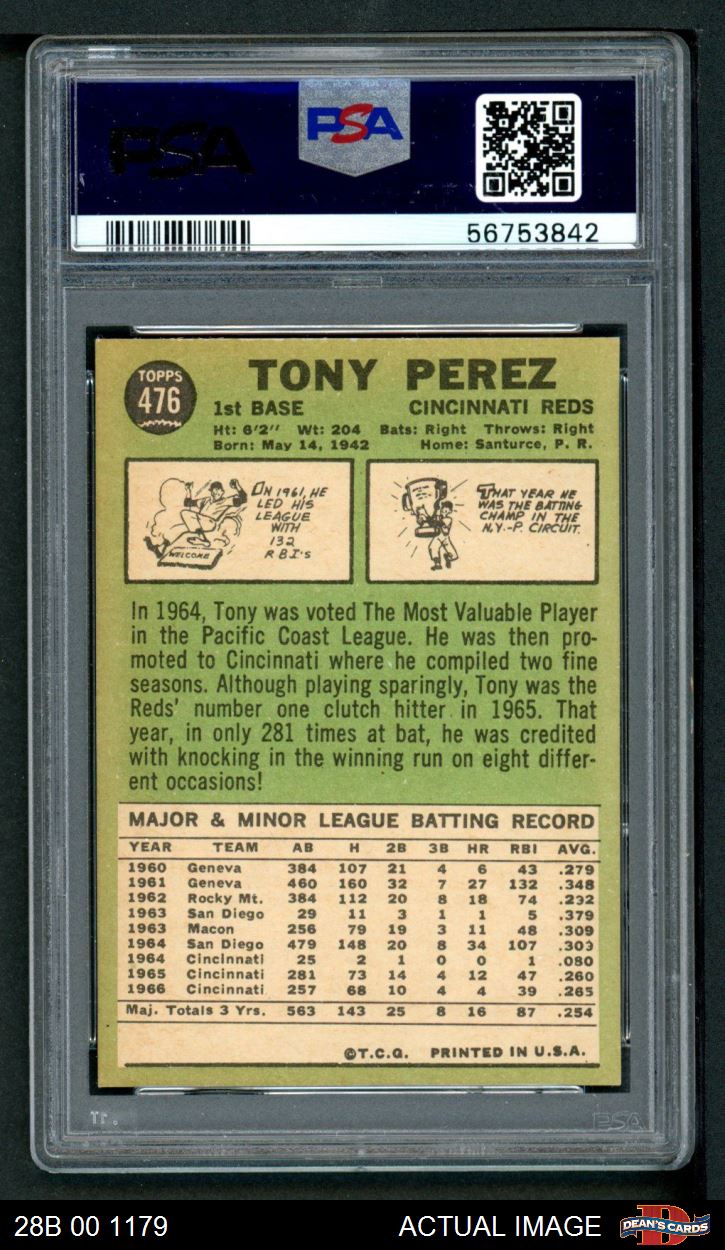 PSA PSA
56753842
TOPPS 476
TONY PEREZ
1st BASE CINCINNATI REDS
Ht: 6'2" Wt: 204 Bats: Right Throws: Right
Born: May 14, 1942 Home: Santurce, P. R.
ON 1961, HE
LED HIS
LEAGUE
WITH
132
RBI'S
WELCOME
THAT YEAR HE
WAS THE BATTING
CHAMP IN THE
N.Y.-P. CIRCUIT.
In 1964, Tony was voted The Most Valuable Player
in the Pacific Coast League. He was then pro-
moted to Cincinnati where he compiled two fine
seasons. Although playing sparingly, Tony was the
Reds' number one clutch hitter in 1965. That
year, in only 281 times at bat, he was credited
with knocking in the winning run on eight differ-
ent occasions!
MAJOR & MINOR LEAGUE BATTING RECORD
YEAR TEAM AB H 2B 3B HR RBI AVG.
1960 Geneva 384 107 21 4 6 43 .279
1961 Geneva 460 160 32 7 27 132 .348
1962 Rocky Mt. 384 112 20 8 18 74 .292
1963 San Diego 29 11 3 1 1 5 .379
1963 Macon 256 79 19 3 11 48 .309
1964 San Diego 479 148 20 8 34 107 .303
1964 Cincinnati 25 2 1 0 0 1 .080
1965 Cincinnati 281 73 14 4 12 47 .260
1966 Cincinnati 257 68 10 4 4 39 .265
Maj. Totals 3 Yrs. 563 143 25 8 16 87 .254
©T.C.G. PRINTED IN U.S.A.
PSA
28B 00 1179 ACTUAL IMAGE DEAN'S CARDS